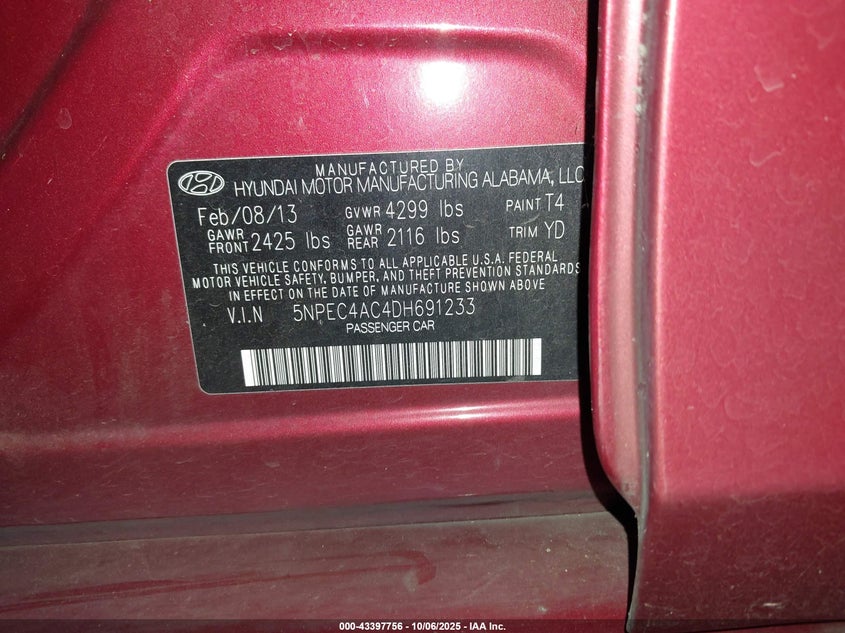 MANUFACTURED BY
HYUNDAI MOTOR MANUFACTURING ALABAMA, LLC
Feb/08/13 GVWR 4299 lbs PAINT T4
GAWR FRONT 2425 lbs GAWR REAR 2116 lbs TRIM YD
THIS VEHICLE CONFORMS TO ALL APPLICABLE U.S.A. FEDERAL
MOTOR VEHICLE SAFETY, BUMPER, AND THEFT PREVENTION STANDARDS
IN EFFECT ON THE DATE OF MANUFACTURE SHOWN ABOVE
V.I.N 5NPEC4AC4DH691233
PASSENGER CAR
000-43397756 - 10/06/2025 - IAA Inc.